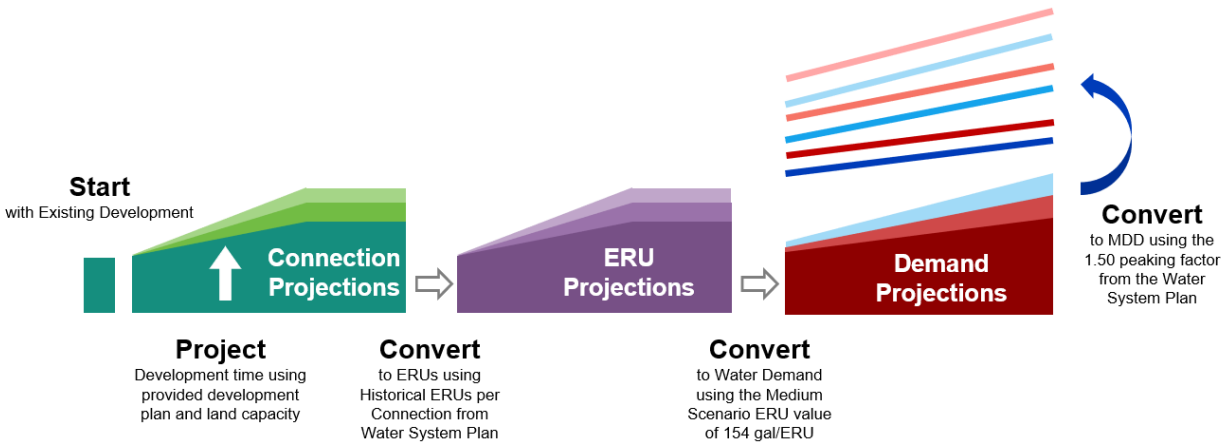 Start
with Existing Development
Connection
Projections
ERU
Projections
Demand
Projections
Convert
to MDD using the
1.50 peaking factor
from the Water
System Plan
Project
Development time using
provided development
plan and land capacity
Convert
to ERUs using
Historical ERUs per
Connection from
Water System Plan
Convert
to Water Demand
using the Medium
Scenario ERU value
of 154 gal/ERU